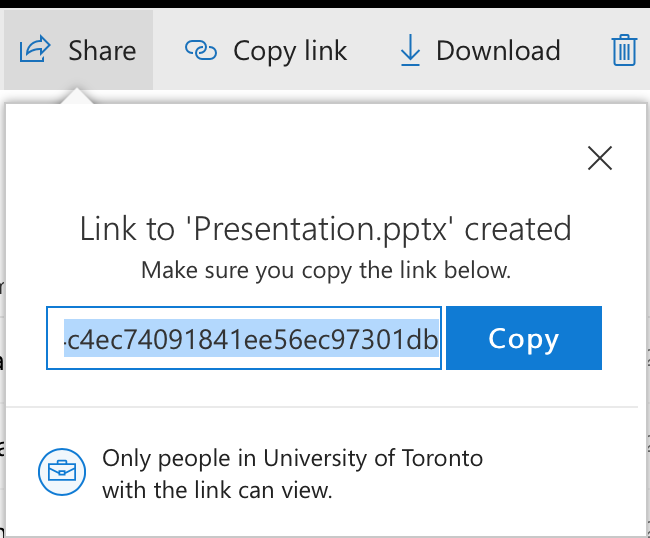 Share Copy link Download
Link to 'Presentation.pptx' created
Make sure you copy the link below.
c4ec74091841ee56ec97301db Copy
Only people in University of Toronto
with the link can view.